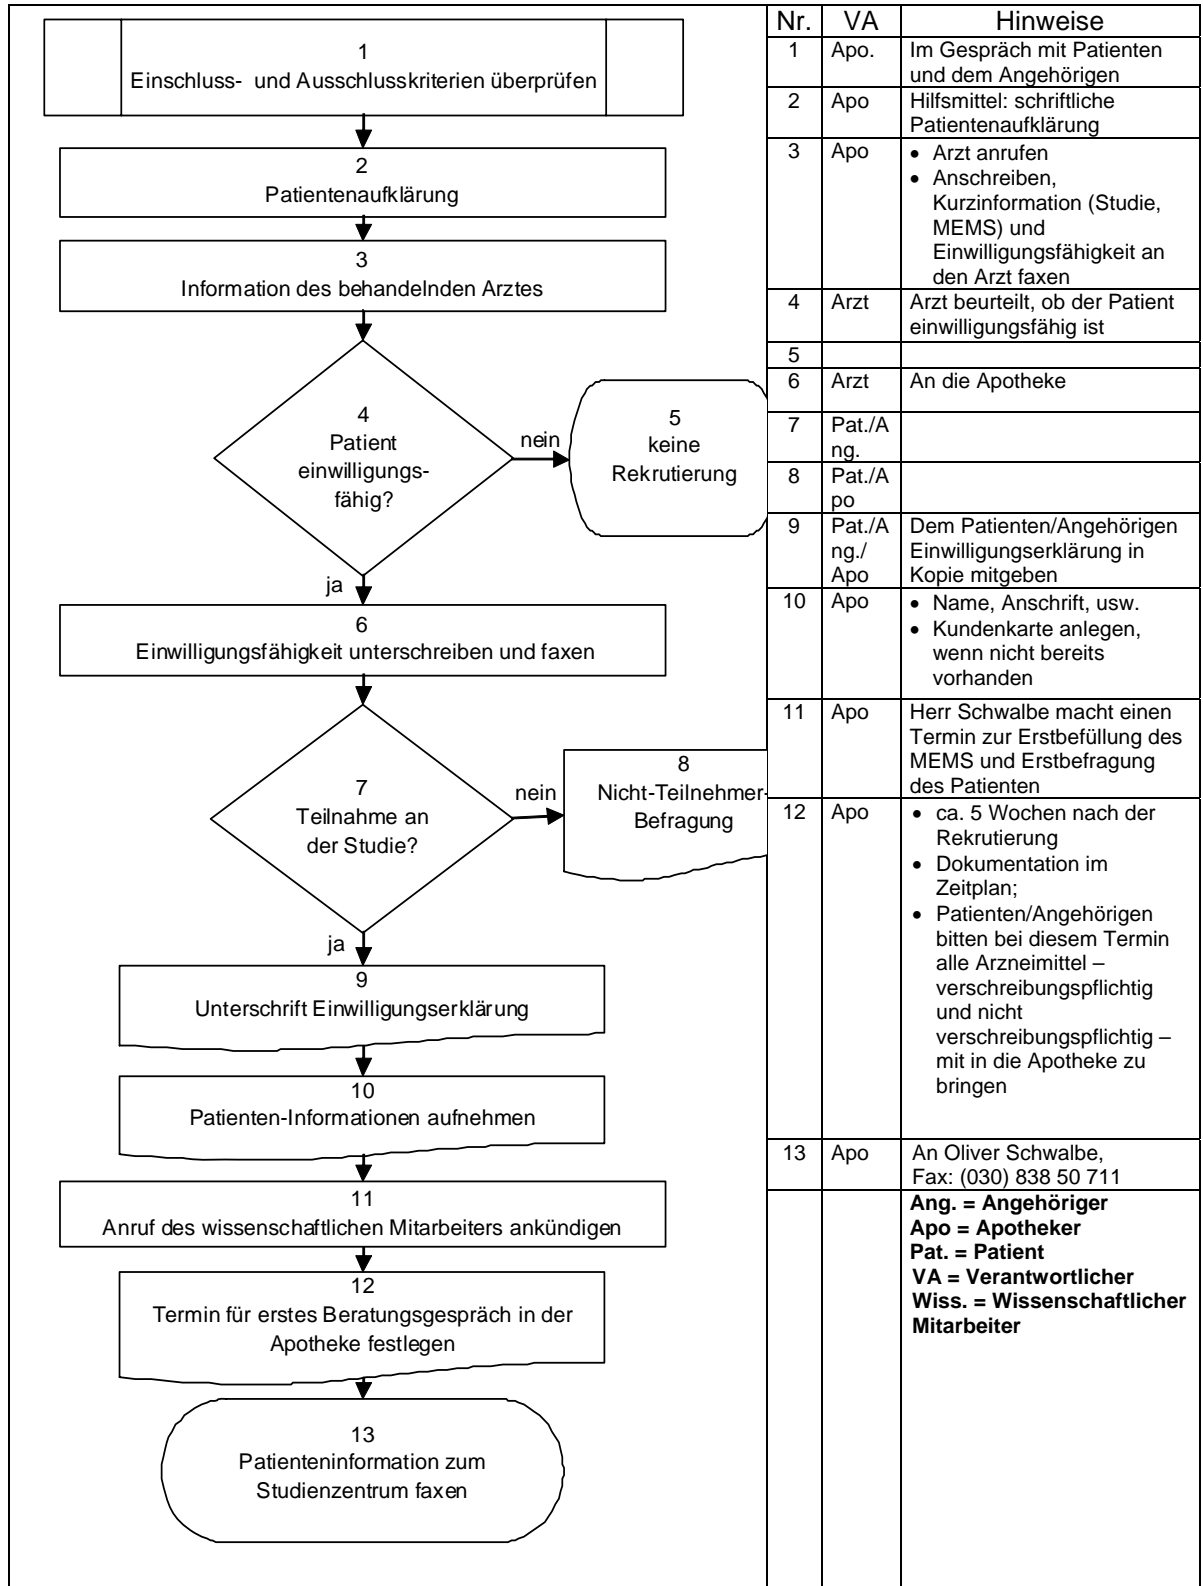 1
Einschluss- und Ausschlusskriterien überprüfen
2
Patientenaufklärung
3
Information des behandelnden Arztes
4
Patient
einwilligungs-
fähig?
nein
5
keine
Rekrutierung
ja
6
Einwilligungsfähigkeit unterschreiben und faxen
7
Teilnahme an
der Studie?
nein
8
Nicht-Teilnehmer-
Befragung
ja
9
Unterschrift Einwilligungserklärung
10
Patienten-Informationen aufnehmen
11
Anruf des wissenschaftlichen Mitarbeiters ankündigen
12
Termin für erstes Beratungsgespräch in der
Apotheke festlegen
13
Patienteninformation zum
Studienzentrum faxen
Nr. VA Hinweise
1 Apo. Im Gespräch mit Patienten
und dem Angehörigen
2 Apo Hilfsmittel: schriftliche
Patientenaufklärung
3 Apo • Arzt anrufen
• Anschreiben,
Kurzinformation (Studie,
MEMS) und
Einwilligungsfähigkeit an
den Arzt faxen
4 Arzt Arzt beurteilt, ob der Patient
einwilligungsfähig ist
5
6 Arzt An die Apotheke
7 Pat./A
ng.
8 Pat./A
po
9 Pat./A Dem Patienten/Angehörigen
ng./ Einwilligungserklärung in
Apo Kopie mitgeben
10 Apo • Name, Anschrift, usw.
• Kundenkarte anlegen,
wenn nicht bereits
vorhanden
11 Apo Herr Schwalbe macht einen
Termin zur Erstbefüllung des
MEMS und Erstbefragung
des Patienten
12 Apo • ca. 5 Wochen nach der
Rekrutierung
• Dokumentation im
Zeitplan;
• Patienten/Angehörigen
bitten bei diesem Termin
alle Arzneimittel –
verschreibungspflichtig
und nicht
verschreibungspflichtig –
mit in die Apotheke zu
bringen
13 Apo An Oliver Schwalbe,
Fax: (030) 838 50 711
Ang. = Angehöriger
Apo = Apotheker
Pat. = Patient
VA = Verantwortlicher
Wiss. = Wissenschaftlicher
Mitarbeiter